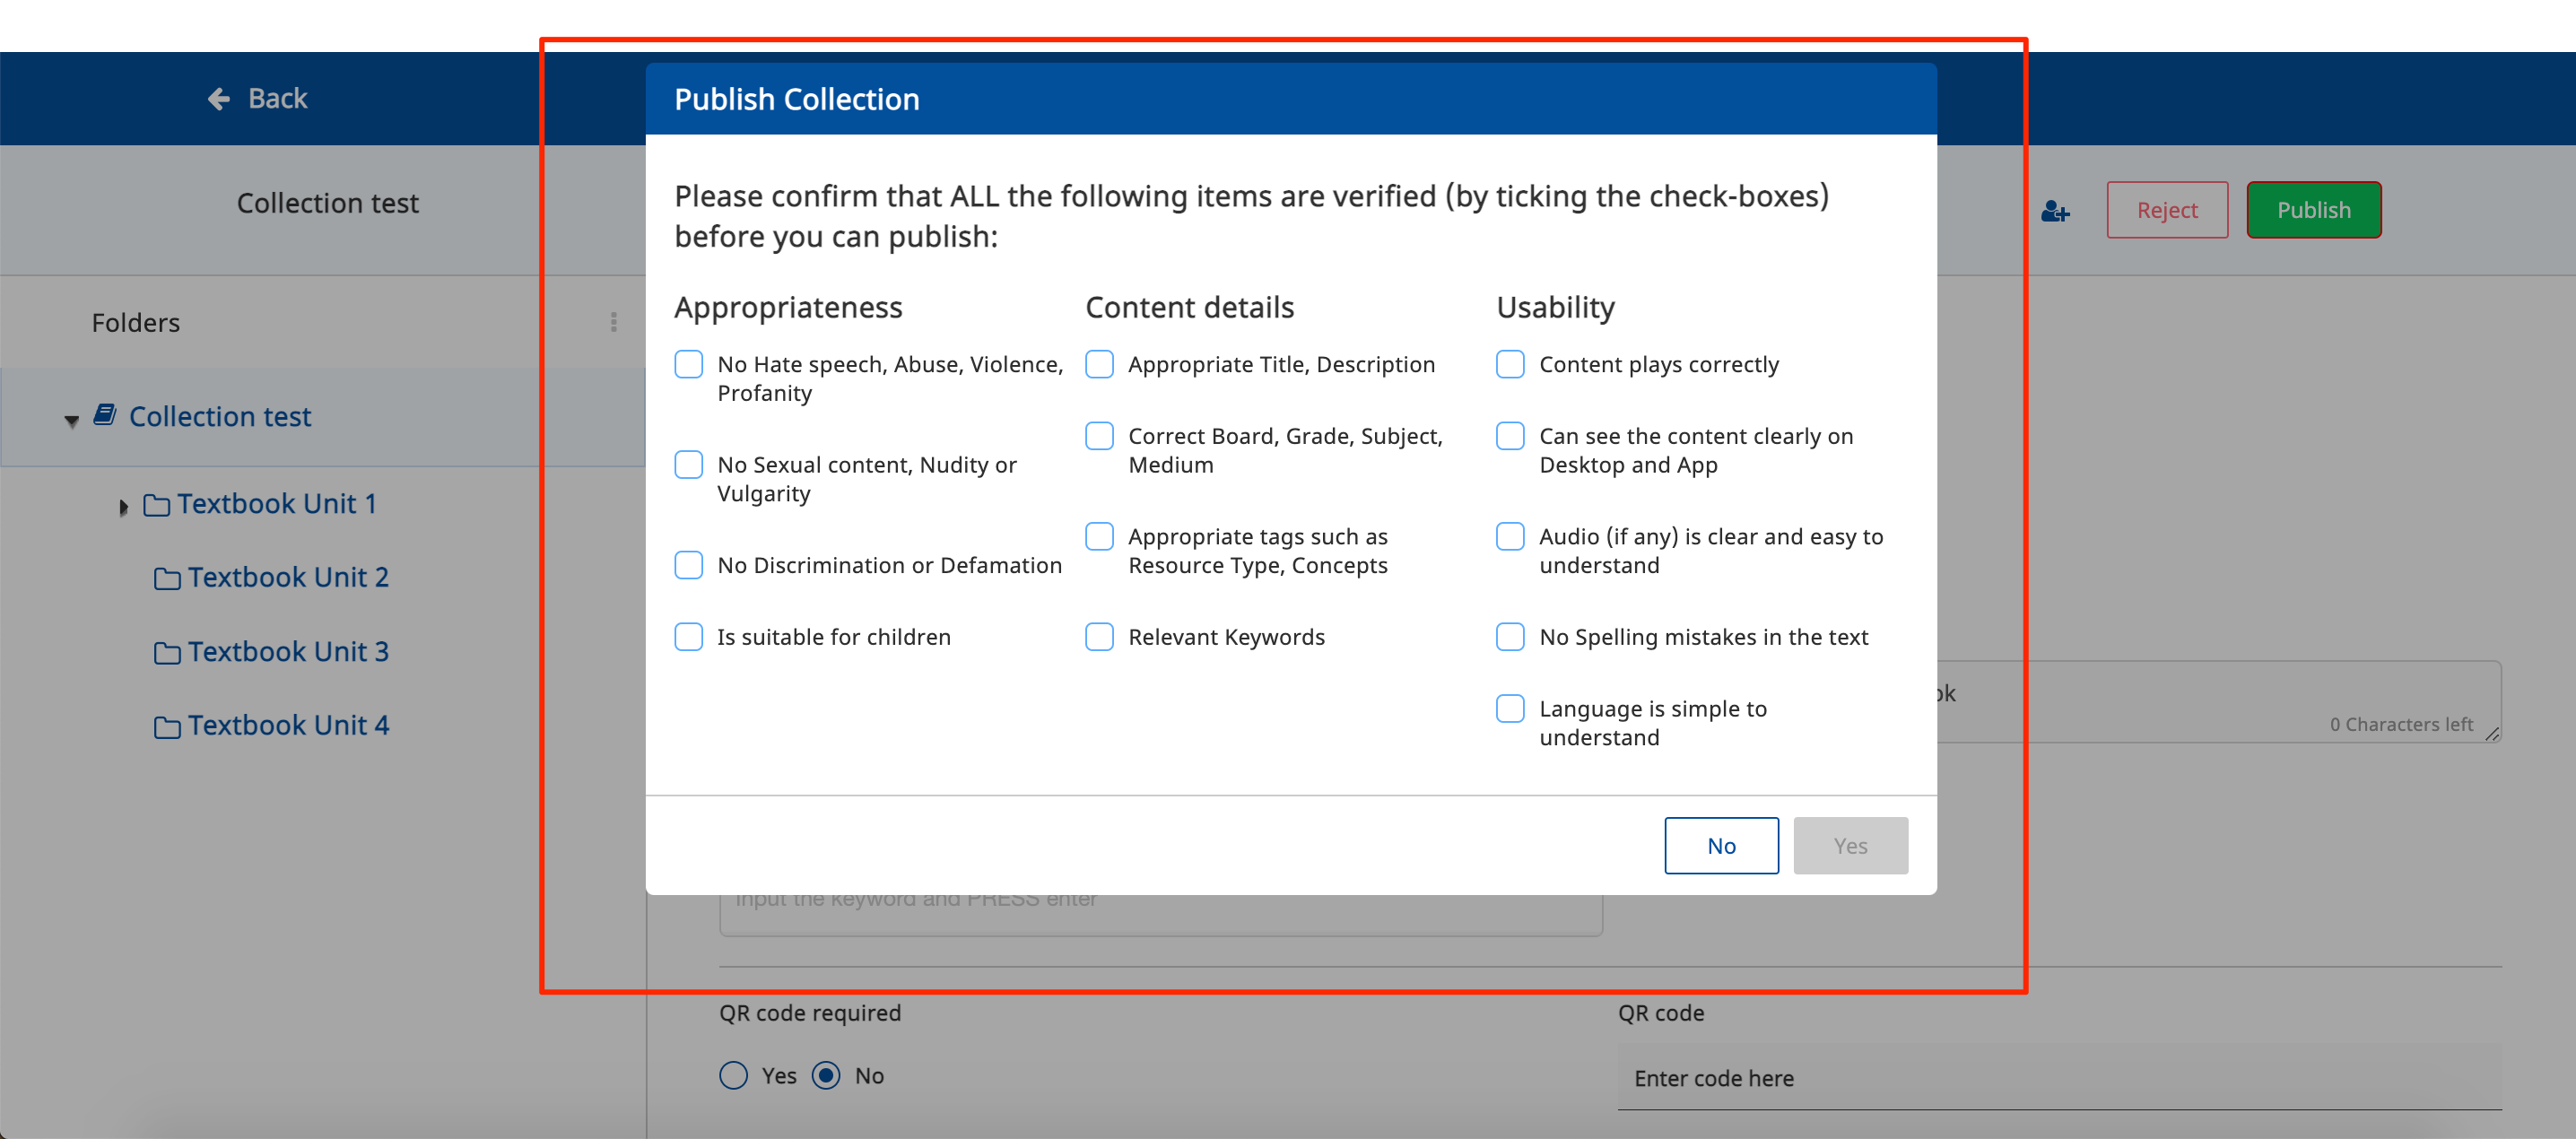 Back
Publish Collection
Collection test
Please confirm that ALL the following items are verified (by ticking the check-boxes)
before you can publish:
Reject
Publish
Folders
Collection test
Textbook Unit 1
Textbook Unit 2
Textbook Unit 3
Textbook Unit 4
Appropriateness
No Hate speech, Abuse, Violence,
Profanity
No Sexual content, Nudity or
Vulgarity
No Discrimination or Defamation
Is suitable for children
Content details
Appropriate Title, Description
Correct Board, Grade, Subject,
Medium
Appropriate tags such as
Resource Type, Concepts
Relevant Keywords
Usability
Content plays correctly
Can see the content clearly on
Desktop and App
Audio (if any) is clear and easy to
understand
No Spelling mistakes in the text
Language is simple to
understand
0 Characters left
No
Yes
Input the keyword and PRESS enter
QR code required
Yes
No
QR code
Enter code here